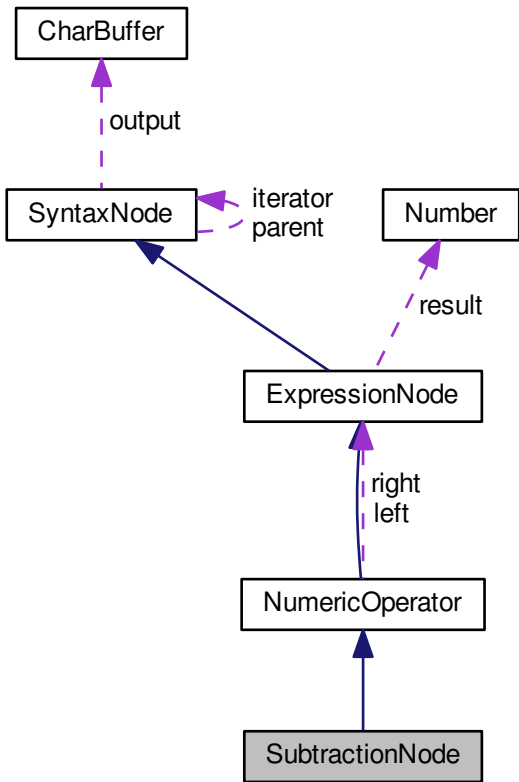 CharBuffer
output
SyntaxNode
iterator
parent
Number
result
ExpressionNode
right
left
NumericOperator
SubtractionNode